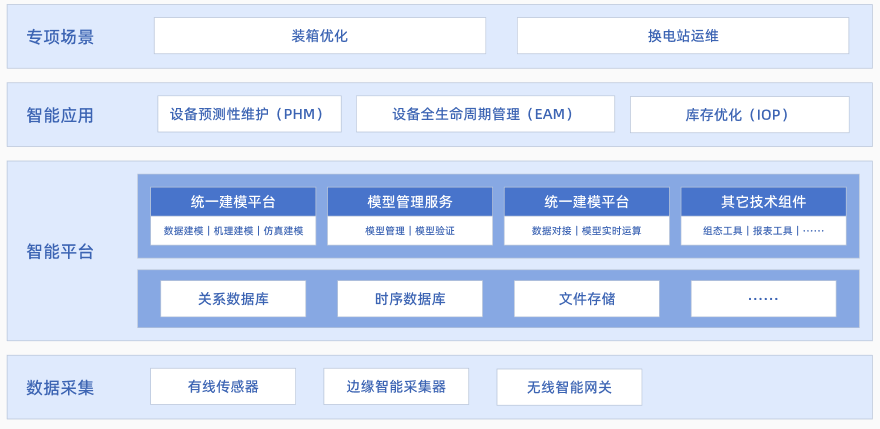 专项场景
装箱优化
换电站运维
智能应用
设备预测性维护（PHM）
设备全生命周期管理（EAM）
库存优化（IOP）
智能平台
统一建模平台
模型管理服务
统一建模平台
其它技术组件
数据建模 | 机理建模 | 仿真建模
模型管理 | 模型验证
数据对接 | 模型实时运算
组态工具 | 报表工具 | ······
关系数据库
时序数据库
文件存储
······
数据采集
有线传感器
边缘智能采集器
无线智能网关